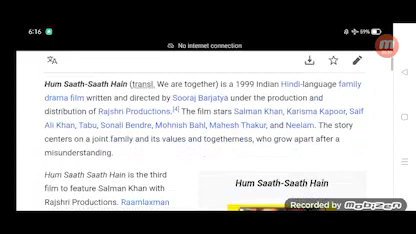 6:16
59%
No internet connection
Hum Saath-Saath Hain (transl. We are together) is a 1999 Indian Hindi-language family
drama film written and directed by Sooraj Barjatya under the production and
distribution of Rajshri Productions.[4] The film stars Salman Khan, Karisma Kapoor, Saif
Ali Khan, Tabu, Sonali Bendre, Mohnish Bahl, Mahesh Thakur, and Neelam. The story
centers on a joint family and its values and togetherness, who grow apart after a
misunderstanding.
Hum Saath-Saath Hain is the third
film to feature Salman Khan with
Rajshri Productions. Raamlaxman
Hum Saath-Saath Hain
Recorded by Mobizen